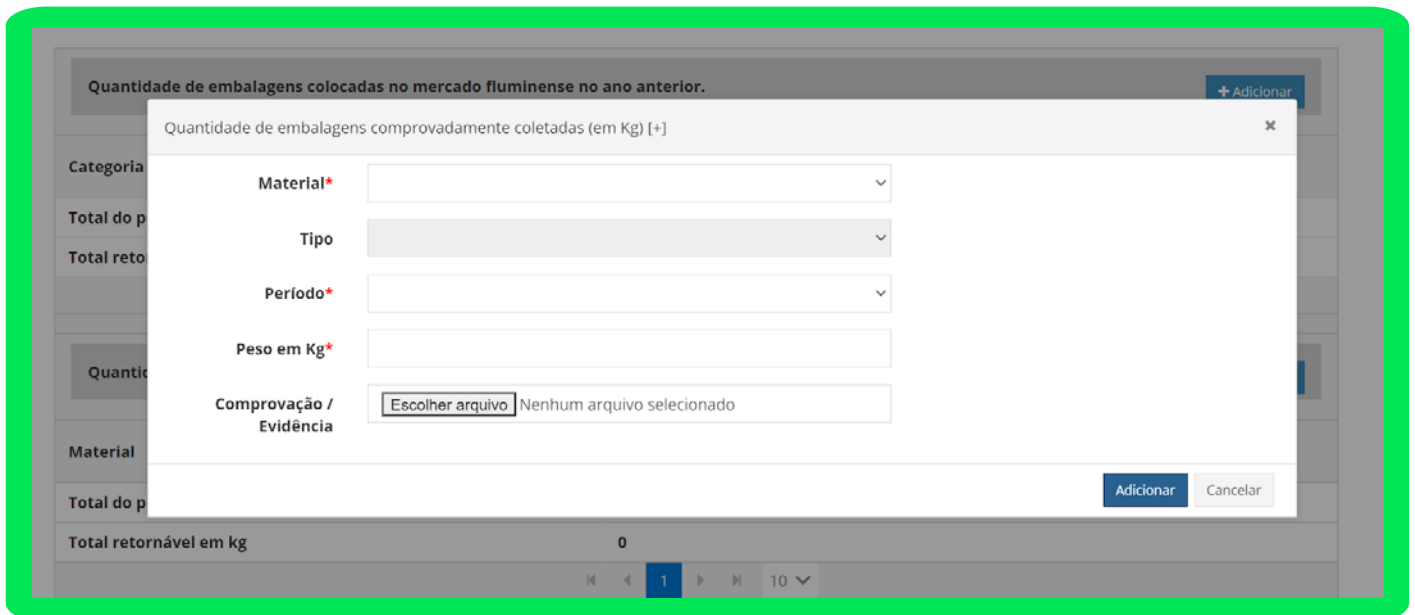 Quantidade de embalagens colocadas no mercado fluminense no ano anterior.
+ Adicionar
Quantidade de embalagens comprovadamente coletadas (em Kg) [+]
×
Categoria
Material*
Total do p
Tipo
Total reto
Período*
Peso em Kg*
Quantid
Comprovação /
Evidência
Escolher arquivo Nenhum arquivo selecionado
Material
Adicionar Cancelar
Total do p
Total retornável em kg 0
1 10